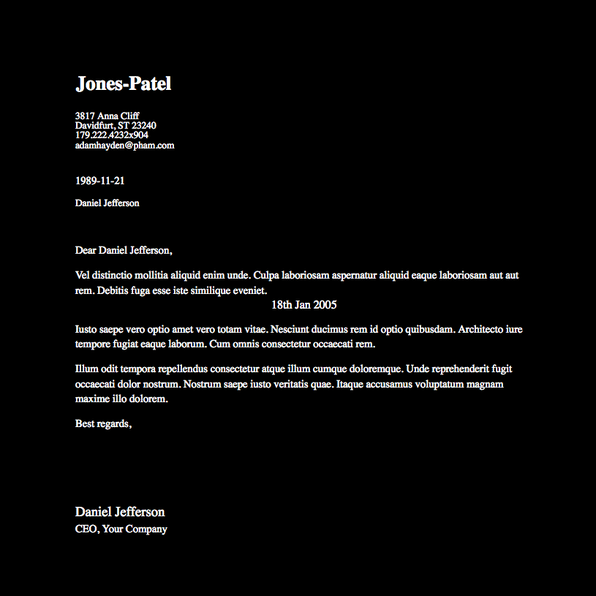 Jones-Patel
3817 Anna Cliff
Davidfurt, ST 23240
179.222.4232x904
adamhayden@pham.com
1989-11-21
Daniel Jefferson
Dear Daniel Jefferson,
Vel distinctio mollitia aliquid enim unde. Culpa laboriosam aspernatur aliquid eaque laboriosam aut aut
rem. Debitis fuga esse iste similique eveniet.
18th Jan 2005
Iusto saepe vero optio amet vero totam vitae. Nesciunt ducimus rem id optio quibusdam. Architecto iure
tempore fugiat eaque laborum. Cum omnis consectetur occaecati rem.
Illum odit tempora repellendus consectetur atque illum cumque doloremque. Unde reprehenderit fugit
occaecati dolor nostrum. Nostrum saepe iusto veritatis quae. Itaque accusamus voluptatum magnam
maxime illo dolorem.
Best regards,
Daniel Jefferson
CEO, Your Company